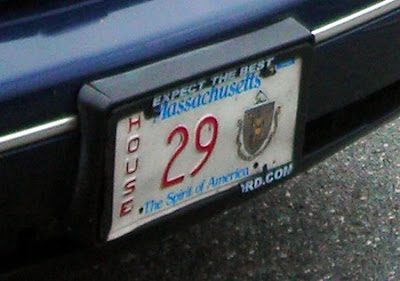 EXPECT THE BEST
Massachusetts
HOUSE
29
The Spirit of America
RD.COM